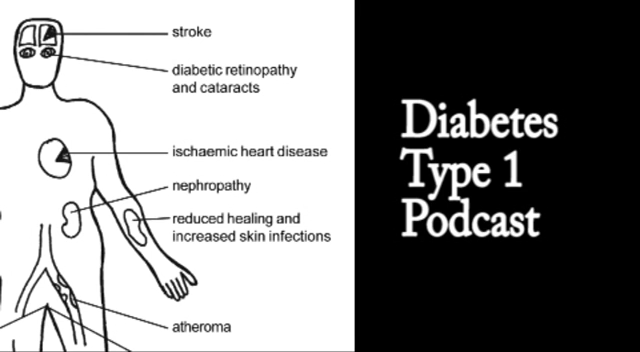 stroke
diabetic retinopathy
and cataracts
ischaemic heart disease
nephropathy
reduced healing and
increased skin infections
atheroma
Diabetes
Type 1
Podcast